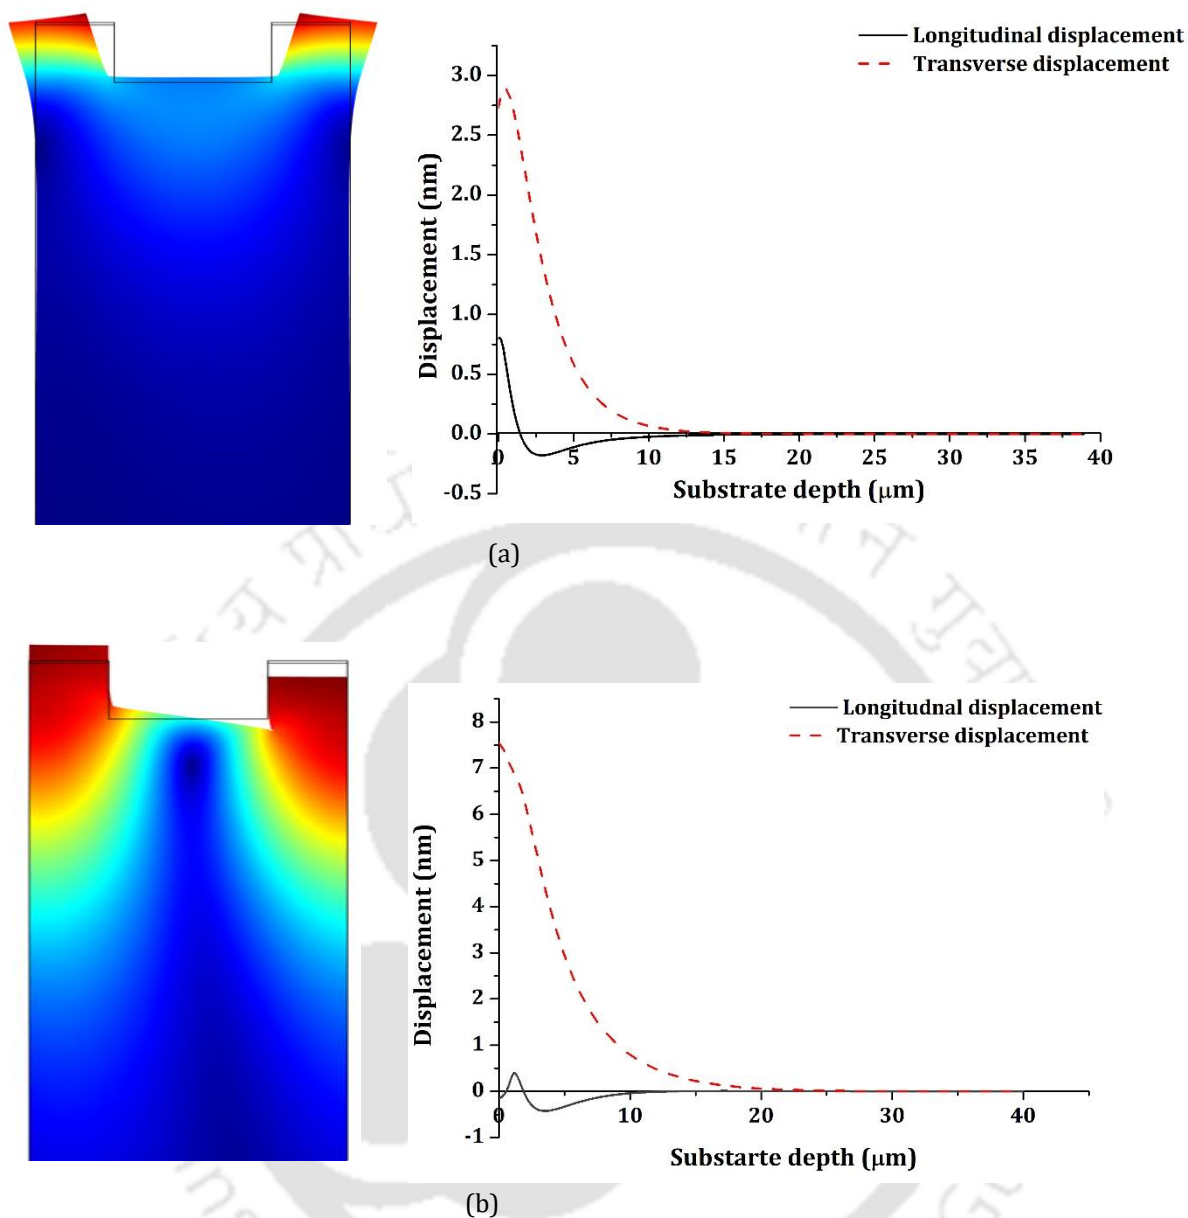 Longitudinal displacement
Transverse displacement
3.0
2.5
2.0
1.5
1.0
0.5
0.0
-0.5
Displacement (nm)
0 5 10 15 20 25 30 35 40
Substrate depth (μm)
(a)
Longitudnal displacement
Transverse displacement
8
7
6
5
4
3
2
1
0
-1
Displacement (nm)
0 10 20 30 40
Substarte depth (μm)
(b)